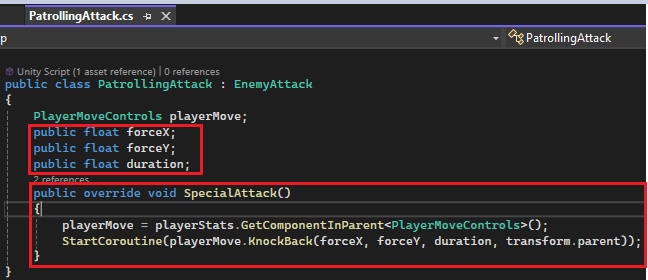 PatrollingAttack.cs
p
PatrollingAttack
Unity Script (1 asset reference) | 0 references
public class PatrollingAttack : EnemyAttack
{
PlayerMoveControls playerMove;
public float forceX;
public float forceY;
public float duration;
2 references
public override void SpecialAttack()
{
playerMove = playerStats.GetComponentInParent<PlayerMoveControls>();
StartCoroutine(playerMove.KnockBack(forceX, forceY, duration, transform.parent));
}
}